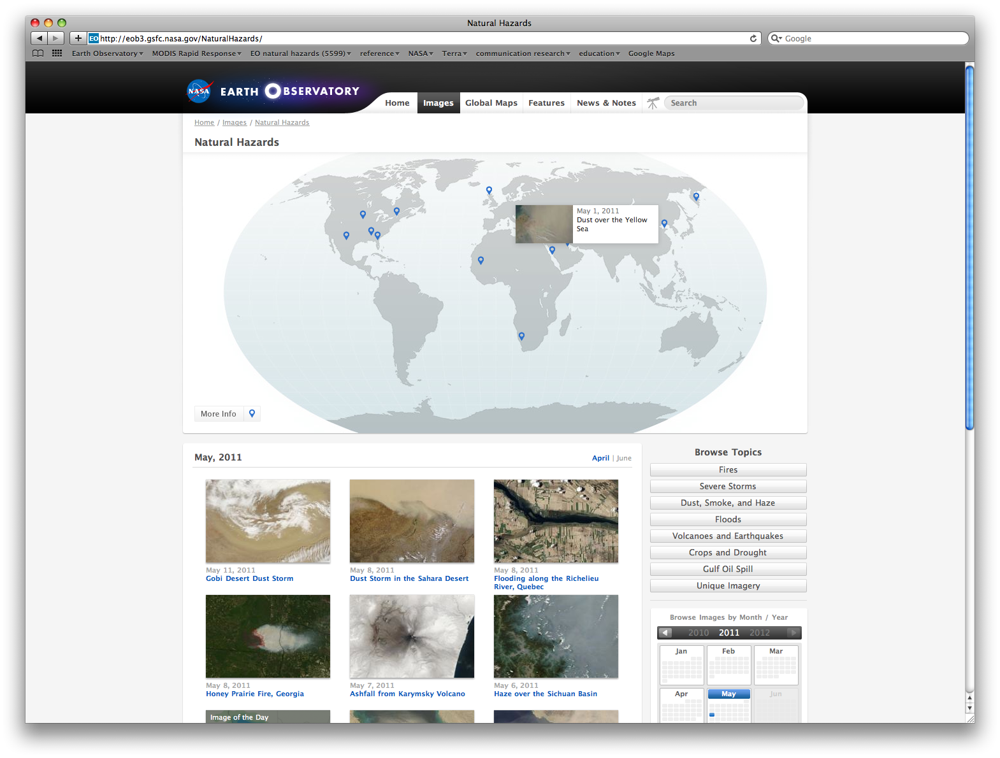 Natural Hazards
EO http://eob3.gsfc.nasa.gov/NaturalHazards/
Google
Earth Observatory MODIS Rapid Response EO natural hazards (5599) reference NASA Terra communication research education Google Maps
NASA EARTH OBSERVATORY
Home Images Global Maps Features News & Notes Search
Home / Images / Natural Hazards
Natural Hazards
May 1, 2011
Dust over the Yellow
Sea
More Info
May, 2011
April | June
May 11, 2011
Gobi Desert Dust Storm
May 8, 2011
Dust Storm in the Sahara Desert
May 8, 2011
Flooding along the Richelieu
River, Quebec
May 8, 2011
Honey Prairie Fire, Georgia
May 7, 2011
Ashfall from Karymsky Volcano
May 6, 2011
Haze over the Sichuan Basin
Image of the Day
Browse Topics
Fires
Severe Storms
Dust, Smoke, and Haze
Floods
Volcanoes and Earthquakes
Crops and Drought
Gulf Oil Spill
Unique Imagery
Browse Images by Month / Year
2010 2011 2012
Jan Feb Mar
Apr May Jun